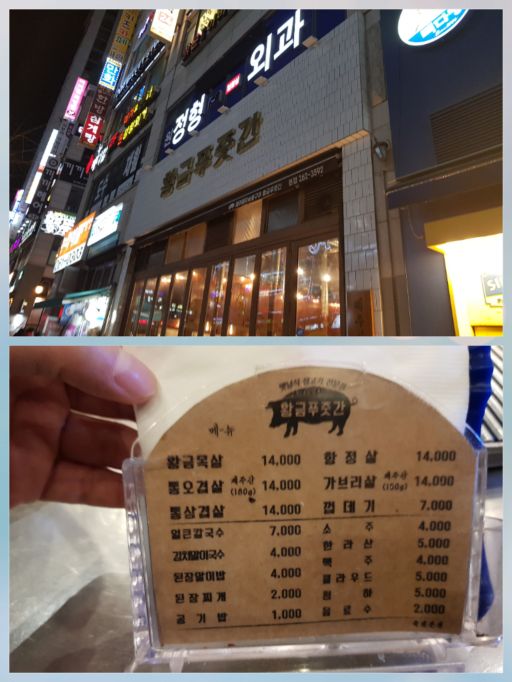 정형
외과
황금푸줏간
삼계탕
황금푸줏간
메-뉴
황금목살 14,000
통오겹살 제주산 (180g) 14,000
통삼겹살 14,000
얼큰칼국수 7,000
김치말이국수 4,000
된장말이밥 4,000
된장찌개 2,000
공기밥 1,000
항정살 14,000
가브리살 제주산 (150g) 14,000
껍데기 7,000
소주 4,000
한라산 5,000
맥주 4,000
클라우드 5,000
청하 5,000
음료수 2,000